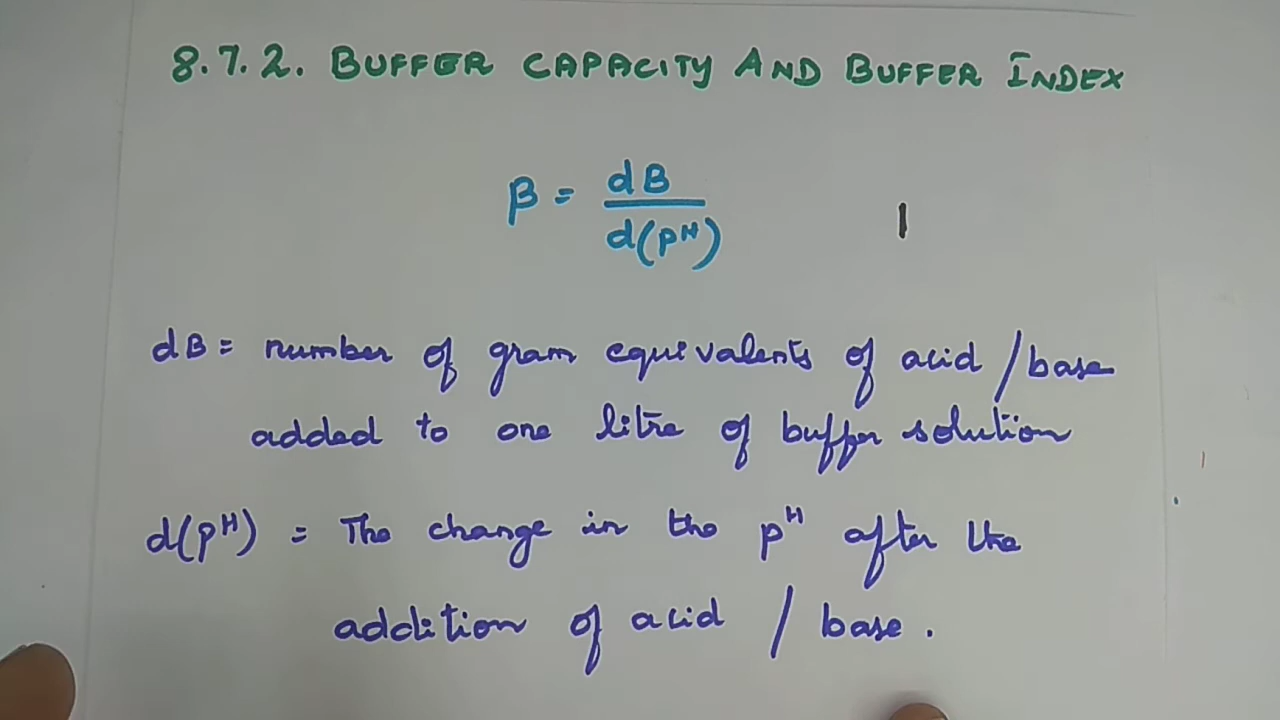 8.7.2. BUFFER CAPACITY AND BUFFER INDEX
β = dB / d(pH)
dB = number of gram equivalents of acid / base
added to one litre of buffer solution
d(pH) = The change in the pH after the
addition of acid / base.